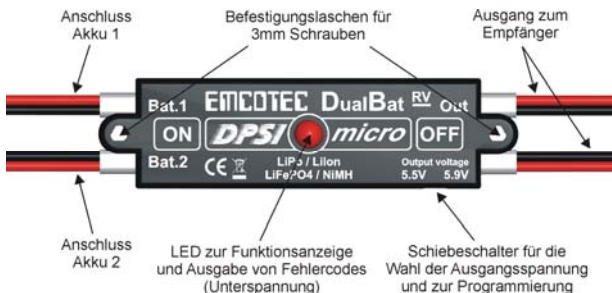 Anschluss
Akku 1
Befestigungslaschen für
3mm Schrauben
Ausgang zum
Empfänger
Bat.1 EMCOTEC DualBat RV Out
ON DPSI micro OFF
Bat.2 CE LiPo / LiIon Output voltage
LiFePO4 / NiMH 5.5V 5.9V
Anschluss
Akku 2
LED zur Funktionsanzeige
und Ausgabe von Fehlercodes
(Unterspannung)
Schiebeschalter für die
Wahl der Ausgangsspannung
und zur Programmierung